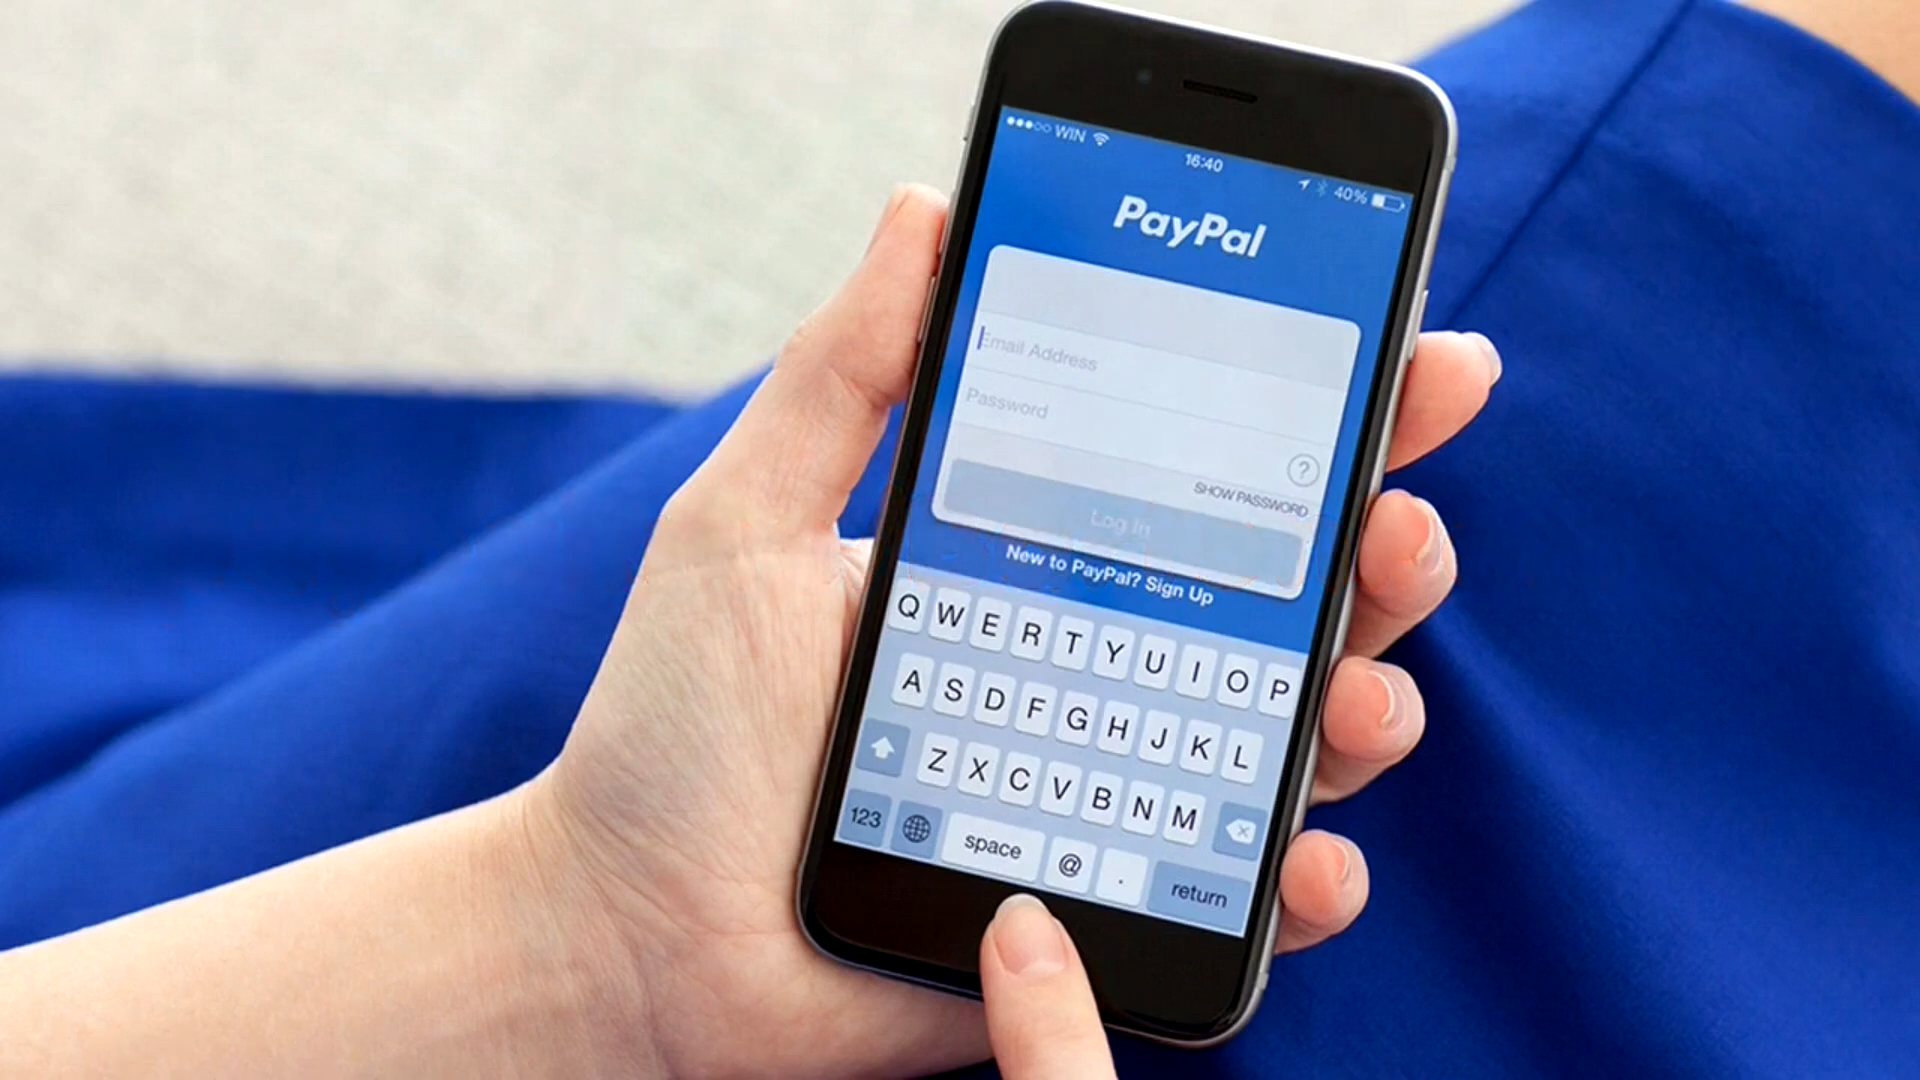 WIN
16:40
40%
PayPal
Email Address
Password
?
SHOW PASSWORD
Log In
New to PayPal? Sign Up
Q W E R T Y U I O P
A S D F G H J K L
Z X C V B N M
123 space @ . return